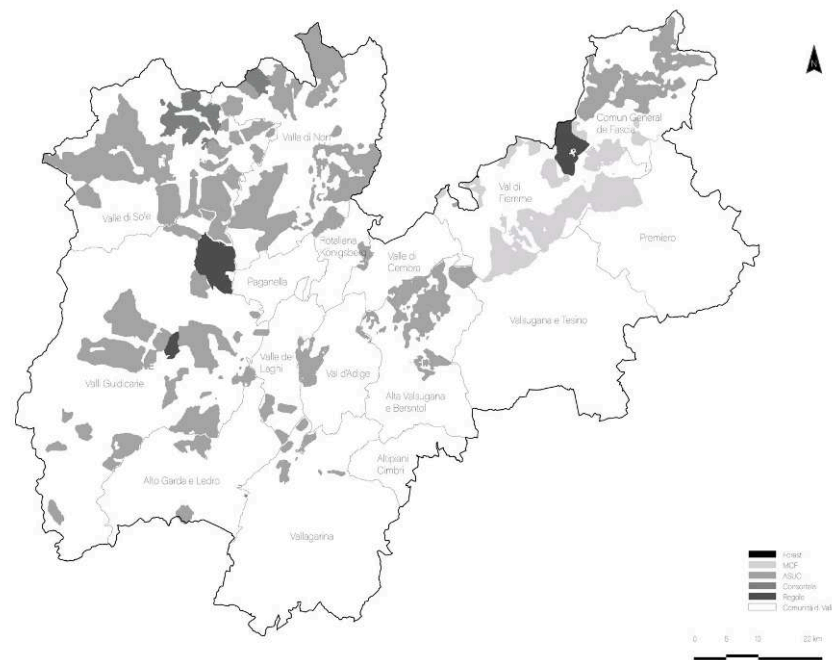 N
Comun General
de Fascia
Valle di Non
Val di
Fiemme
Valle di Sole
Primiero
Rotaliana
Königsberg
Valle di
Cembra
Paganella
Valsugana e Tesino
Valle dei
Laghi
Val d'Adige
Valli Guidicarie
Alta Valsugana
e Bersntol
Altipiani
Cimbri
Alto Garda e Ledro
Vallagarina
Forest
MCF
ASUC
Consortele
Regole
Comunità di Valle
0 5 10 22 km